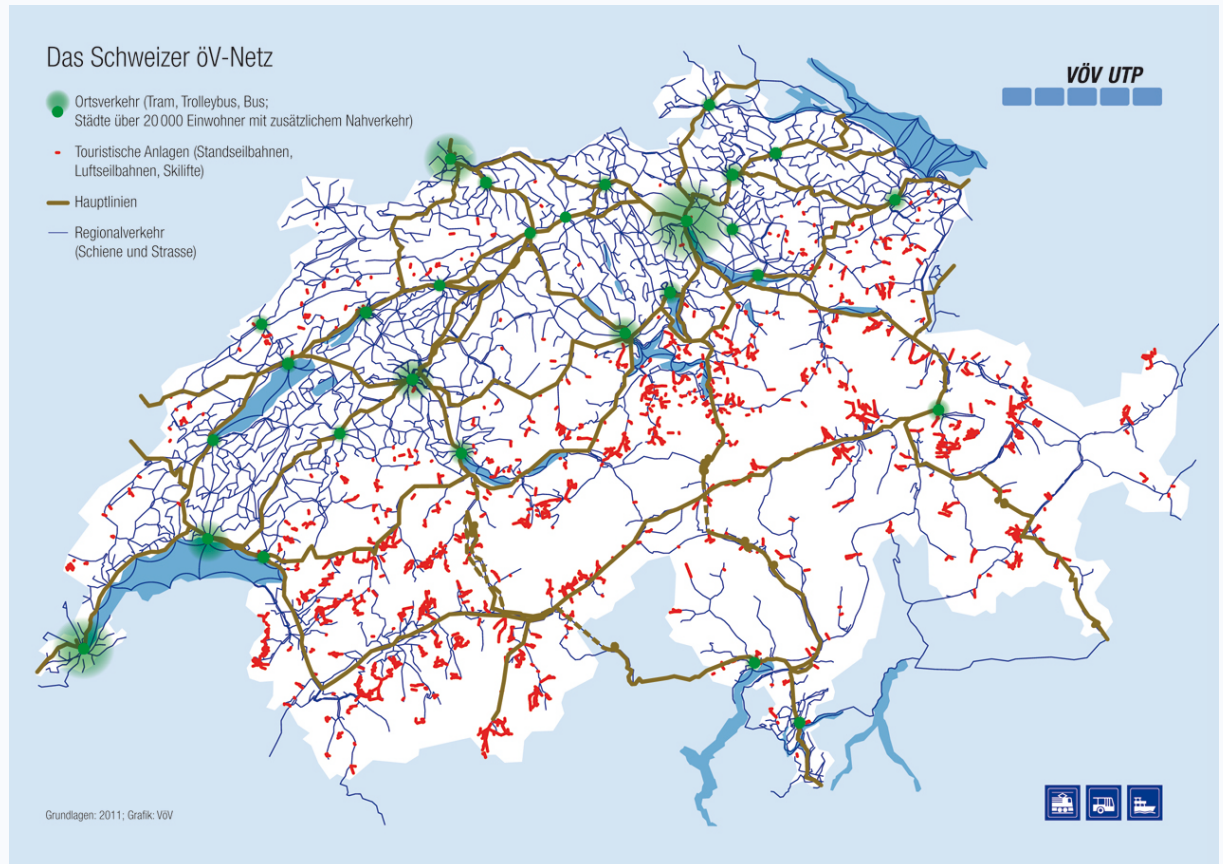 Das Schweizer öV-Netz
Ortsverkehr (Tram, Trolleybus, Bus;
Städte über 20 000 Einwohner mit zusätzlichem Nahverkehr)
Touristische Anlagen (Standseilbahnen,
Luftseilbahnen, Skilifte)
Hauptlinien
Regionalverkehr
(Schiene und Strasse)
VÖV UTP
Grundlagen: 2011; Grafik: VöV